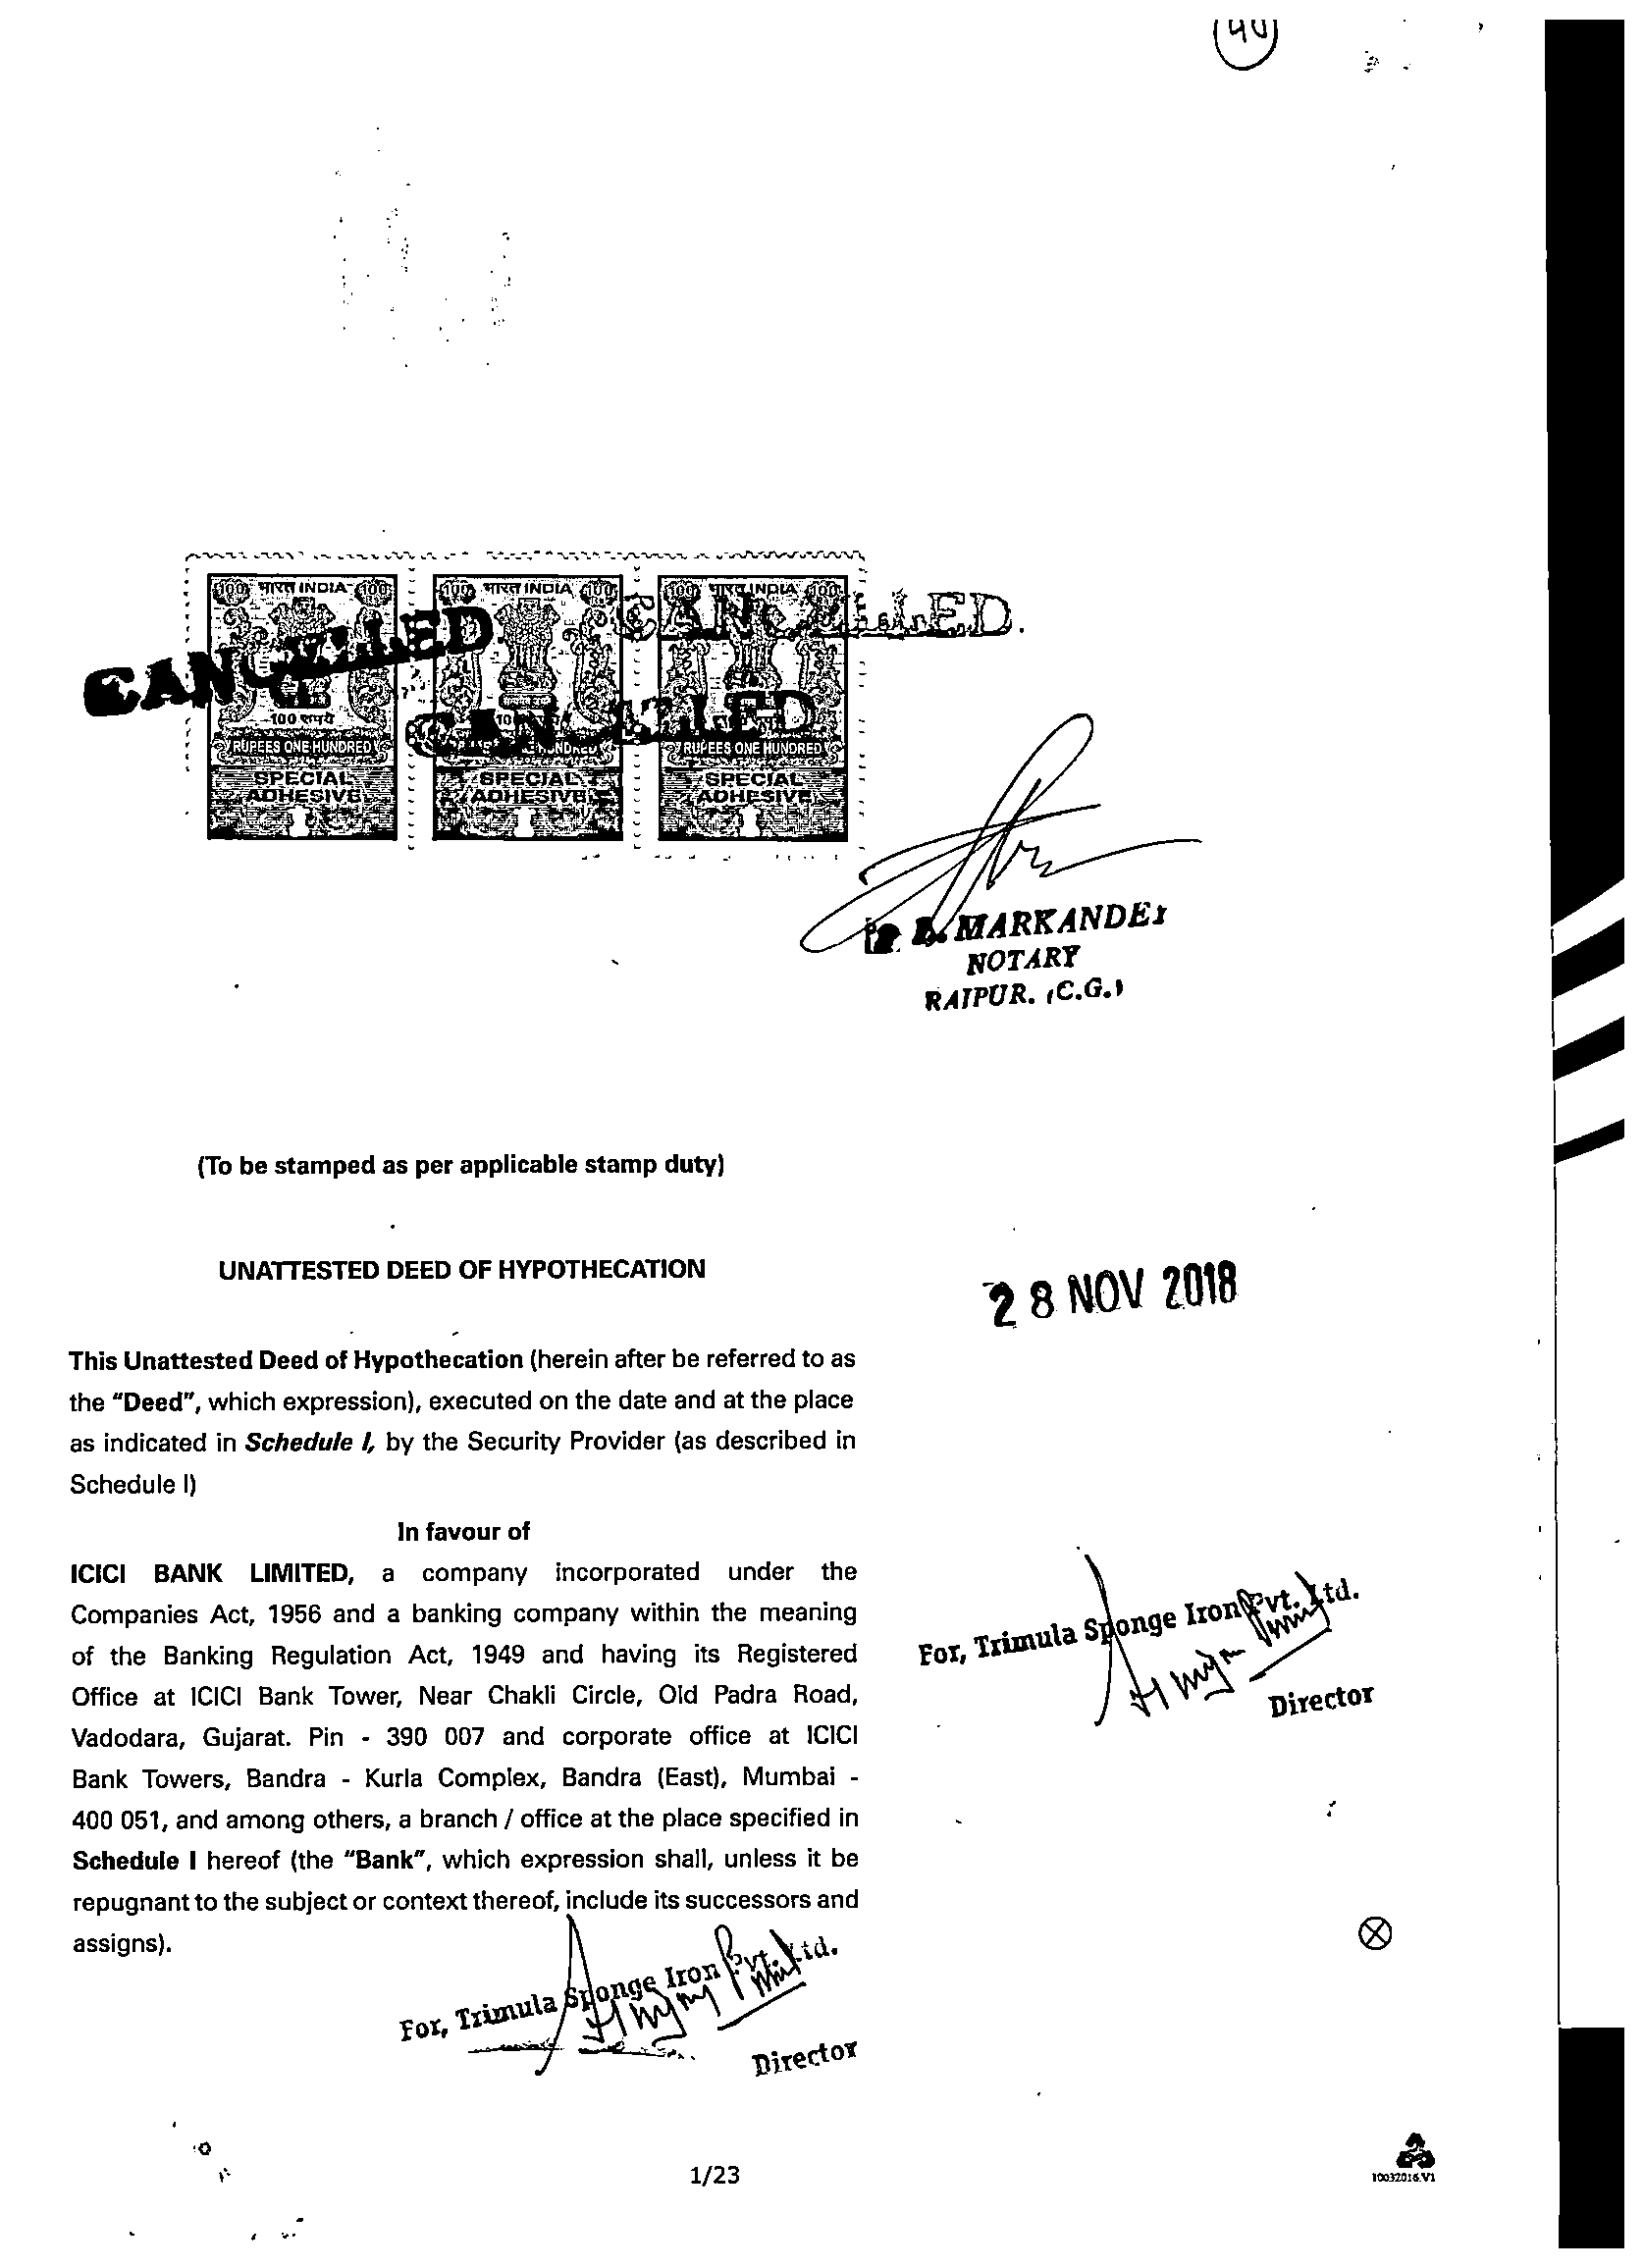 40
भारत INDIA भारत INDIA भारत INDIA
100 100 100 100 100 100
CANCELLED CANCELLED.
CANCELLED
100 रुपये
RUPEES ONE HUNDRED RUPEES ONE HUNDRED
SPECIAL SPECIAL SPECIAL
ADHESIVE ADHESIVE ADHESIVE
MARKANDEY
NOTARY
RAIPUR. (C.G.)
(To be stamped as per applicable stamp duty)
UNATTESTED DEED OF HYPOTHECATION
28 NOV 2018
This Unattested Deed of Hypothecation (herein after be referred to as
the “Deed”, which expression), executed on the date and at the place
as indicated in Schedule I, by the Security Provider (as described in
Schedule I)
In favour of
ICICI BANK LIMITED, a company incorporated under the
Companies Act, 1956 and a banking company within the meaning
of the Banking Regulation Act, 1949 and having its Registered
Office at ICICI Bank Tower, Near Chakli Circle, Old Padra Road,
Vadodara, Gujarat. Pin - 390 007 and corporate office at ICICI
Bank Towers, Bandra - Kurla Complex, Bandra (East), Mumbai -
400 051, and among others, a branch / office at the place specified in
Schedule I hereof (the “Bank”, which expression shall, unless it be
repugnant to the subject or context thereof, include its successors and
assigns).
For, Trimula Sponge Iron Pvt. Ltd.
Director
For, Trimula Sponge Iron Pvt. Ltd.
Director
1/23
10032016.V1